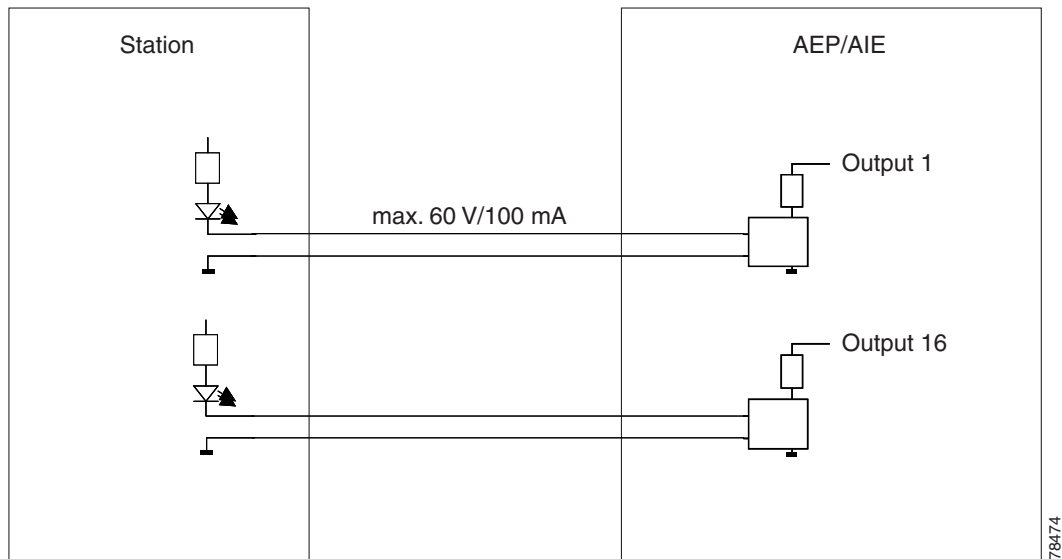 Station
AEP/AIE
Output 1
max. 60 V/100 mA
Output 16
78474